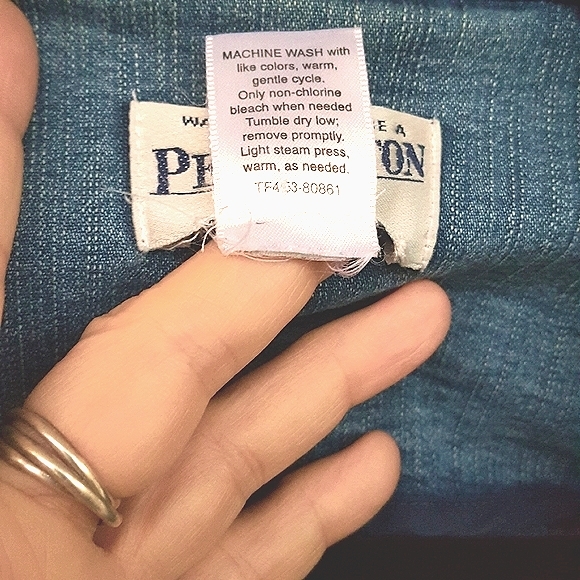 MACHINE WASH with
like colors, warm,
gentle cycle.
Only non-chlorine
bleach when needed
Tumble dry low;
remove promptly.
Light steam press,
warm, as needed.